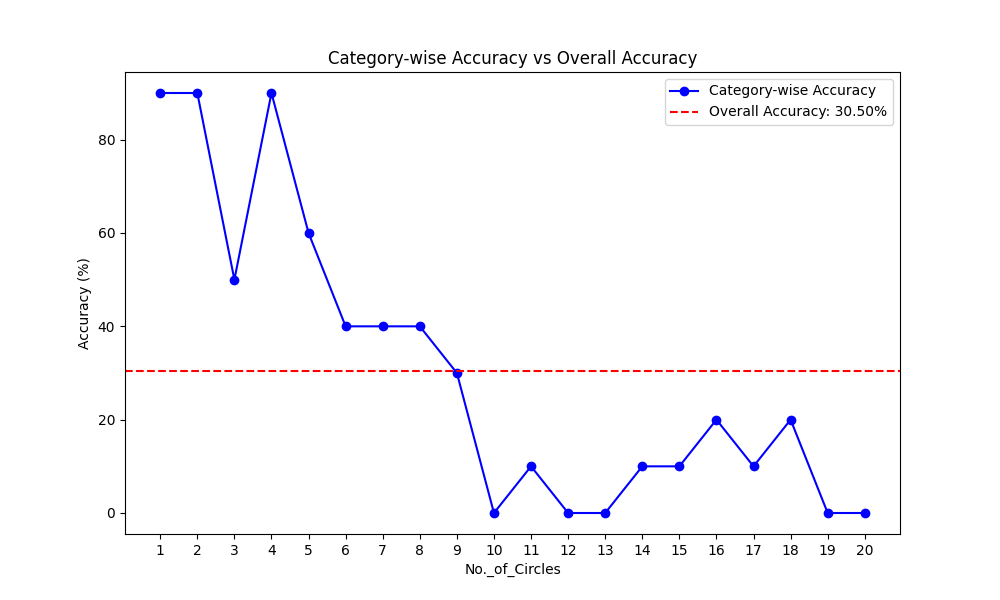 Category-wise Accuracy vs Overall Accuracy
Category-wise Accuracy
Overall Accuracy: 30.50%
Accuracy (%)
80
60
40
20
0
1 2 3 4 5 6 7 8 9 10 11 12 13 14 15 16 17 18 19 20
No._of_Circles